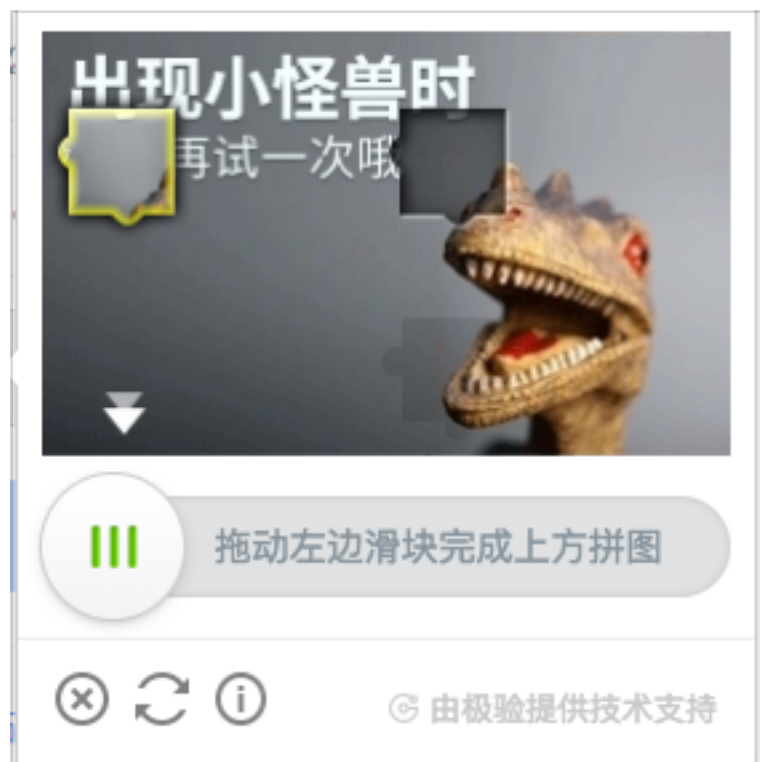 出现小怪兽时
再试一次哦
拖动左边滑块完成上方拼图
由极验提供技术支持